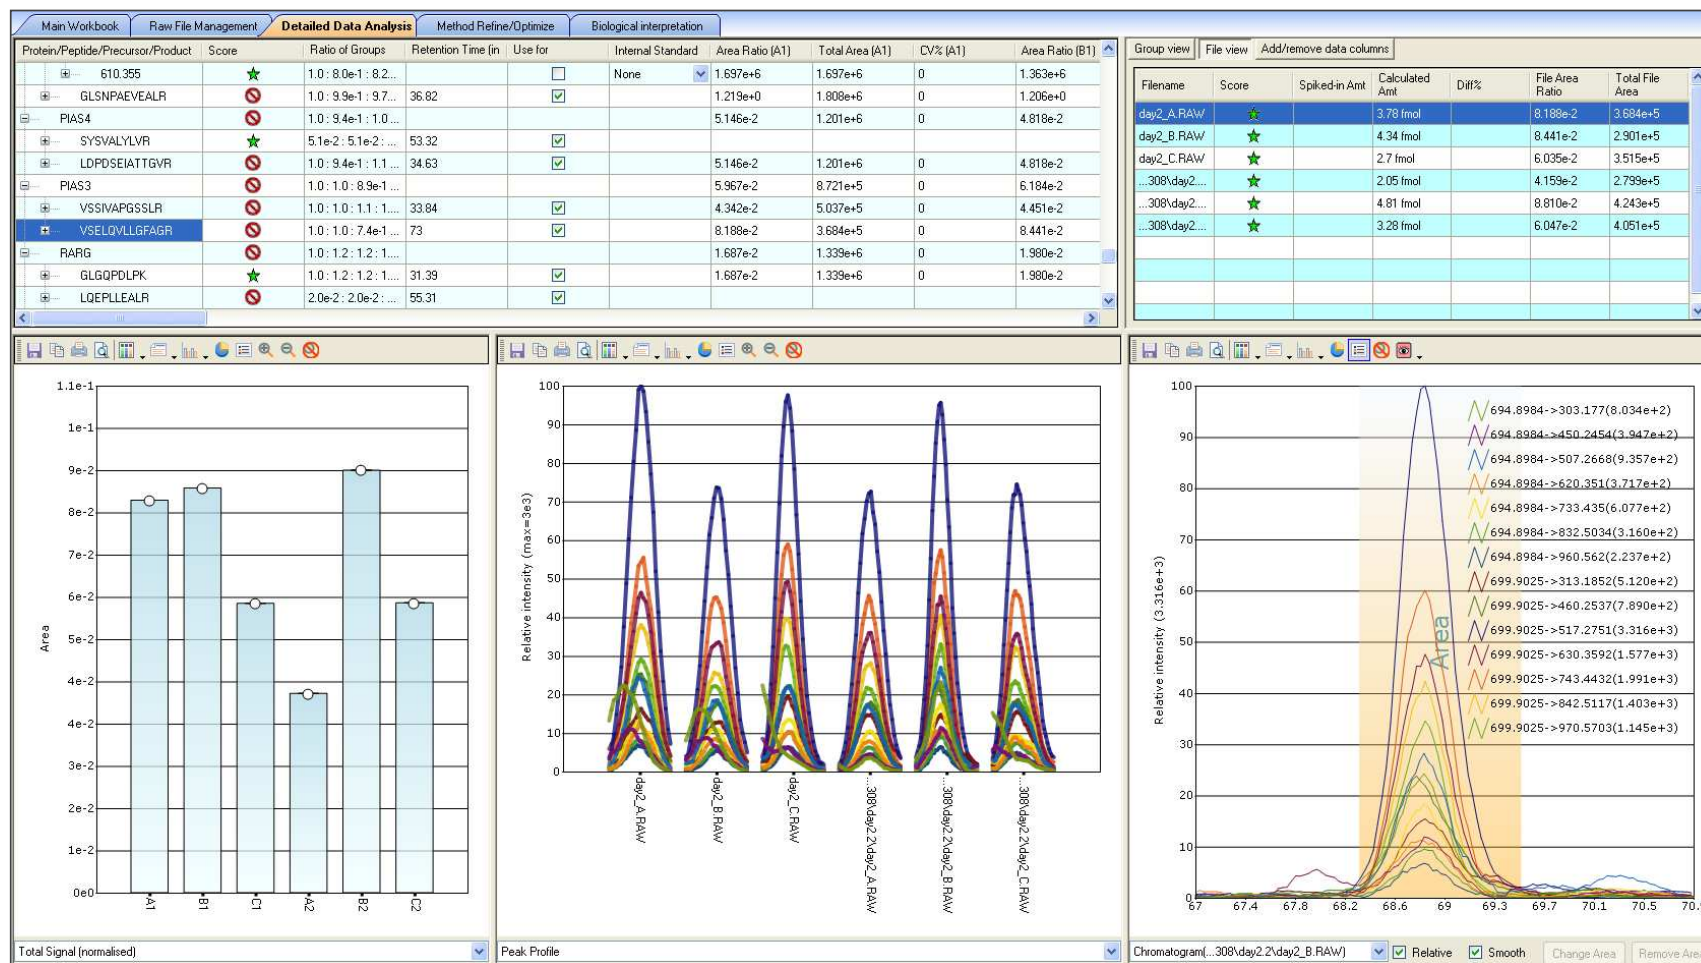 Main Workbook Raw File Management Detailed Data Analysis Method Refine/Optimize Biological interpretation
Protein/Peptide/Precursor/Product Score Ratio of Groups Retention Time (in Use for Internal Standard Area Ratio (A1) Total Area (A1) CV% (A1) Area Ratio (B1)
610.355 1.0 : 8.0e-1 : 8.2... None 1.697e+6 1.697e+6 0 1.363e+6
GLSNPAEVEALR 1.0 : 9.9e-1 : 9.7... 36.82 1.219e+0 1.808e+6 0 1.206e+0
PIAS4 1.0 : 9.4e-1 : 1.0... 5.146e-2 1.201e+6 0 4.818e-2
SYSVALYLVR 5.1e-2 : 5.1e-2 : ... 53.32
LDPDSEIATTGVR 1.0 : 9.4e-1 : 1.1... 34.63 5.146e-2 1.201e+6 0 4.818e-2
PIAS3 1.0 : 1.0 : 8.9e-1 ... 5.967e-2 8.721e+5 0 6.184e-2
VSSIVAPGSSLR 1.0 : 1.0 : 1.1 : 1.... 33.84 4.342e-2 5.037e+5 0 4.451e-2
VSELQVLLGFAGR 1.0 : 1.0 : 7.4e-1 ... 73 8.188e-2 3.684e+5 0 8.441e-2
RARG 1.0 : 1.2 : 1.2 : 1.... 1.687e-2 1.339e+6 0 1.980e-2
GLGQPDLPK 1.0 : 1.2 : 1.2 : 1.... 31.39 1.687e-2 1.339e+6 0 1.980e-2
LQEPLLEALR 2.0e-2 : 2.0e-2 : ... 55.31
Group view File view Add/remove data columns
Filename Score Spiked-in Amt Calculated Amt Diff% File Area Ratio Total File Area
day2_A.RAW 3.78 fmol 8.188e-2 3.684e+5
day2_B.RAW 4.34 fmol 8.441e-2 2.901e+5
day2_C.RAW 2.7 fmol 6.035e-2 3.515e+5
...308\day2.... 2.05 fmol 4.159e-2 2.799e+5
...308\day2.... 4.81 fmol 8.810e-2 4.243e+5
...308\day2.... 3.28 fmol 6.047e-2 4.051e+5
1.1e-1
1e-1
9e-2
8e-2
7e-2
6e-2
5e-2
4e-2
3e-2
2e-2
1e-2
0e0
Area
A1 B1 C1 A2 B2 C2
Total Signal (normalised)
100
90
80
70
60
50
40
30
20
10
0
Relative intensity (max=3e3)
day2_A.RAW
day2_B.RAW
day2_C.RAW
...308\day2.2\day2_A.RAW
...308\day2.2\day2_B.RAW
...308\day2.2\day2_C.RAW
Peak Profile
100
90
80
70
60
50
40
30
20
10
0
Relative intensity (3.316e+3)
Area
694.8984->303.177(8.034e+2)
694.8984->450.2454(3.947e+2)
694.8984->507.2668(9.357e+2)
694.8984->620.351(3.717e+2)
694.8984->733.435(6.077e+2)
694.8984->832.5034(3.160e+2)
694.8984->960.562(2.237e+2)
699.9025->313.1852(5.120e+2)
699.9025->460.2537(7.890e+2)
699.9025->517.2751(3.316e+3)
699.9025->630.3592(1.577e+3)
699.9025->743.4432(1.991e+3)
699.9025->842.5117(1.403e+3)
699.9025->970.5703(1.145e+3)
67 67.4 67.8 68.2 68.6 69 69.3 69.7 70.1 70.5 70.9
Chromatogram(...308\day2.2\day2_B.RAW) Relative Smooth Change Area Remove Area